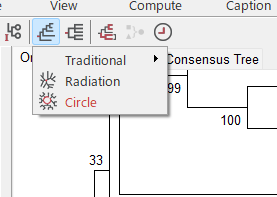 View Compute Caption
Traditional
Consensus Tree
Radiation
99
Circle
100
33